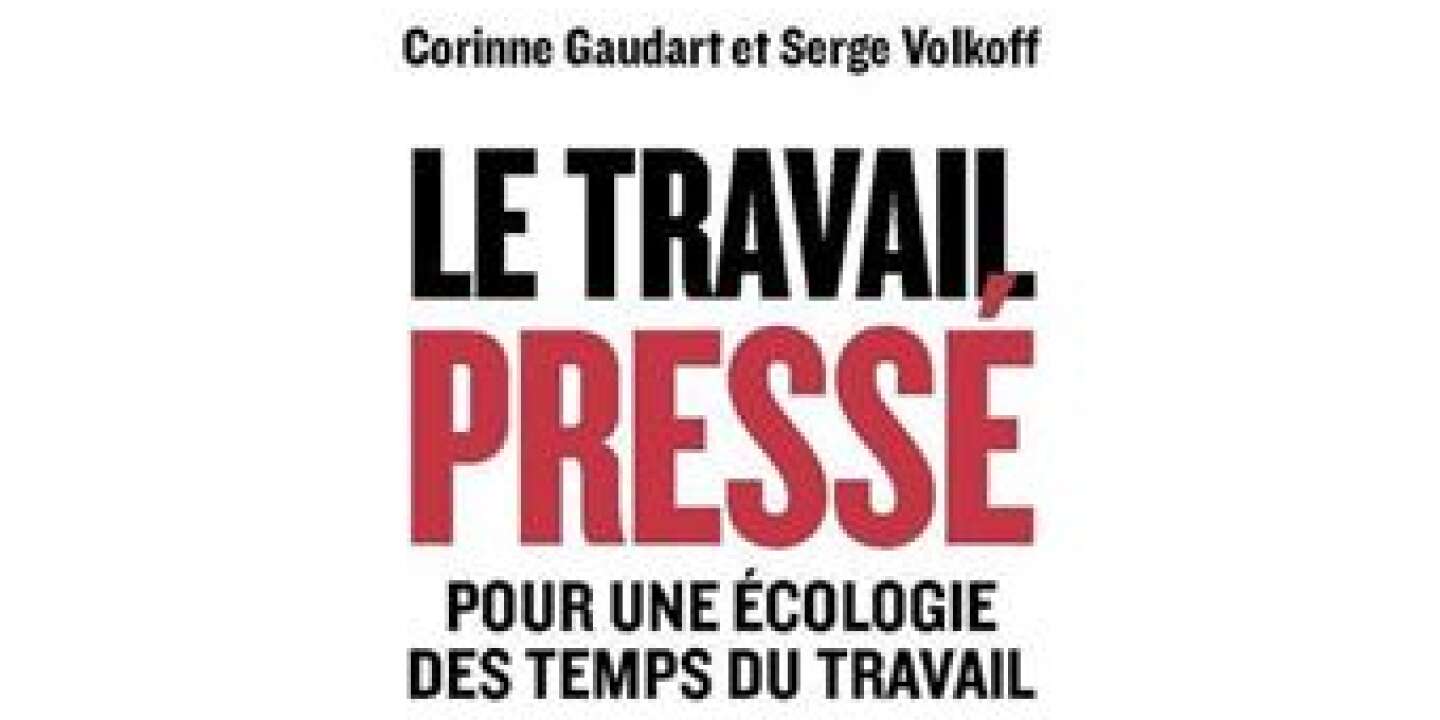 Corinne Gaudart et Serge Volkoff
LE TRAVAIL
PRESSÉ
POUR UNE ÉCOLOGIE
DES TEMPS DU TRAVAIL